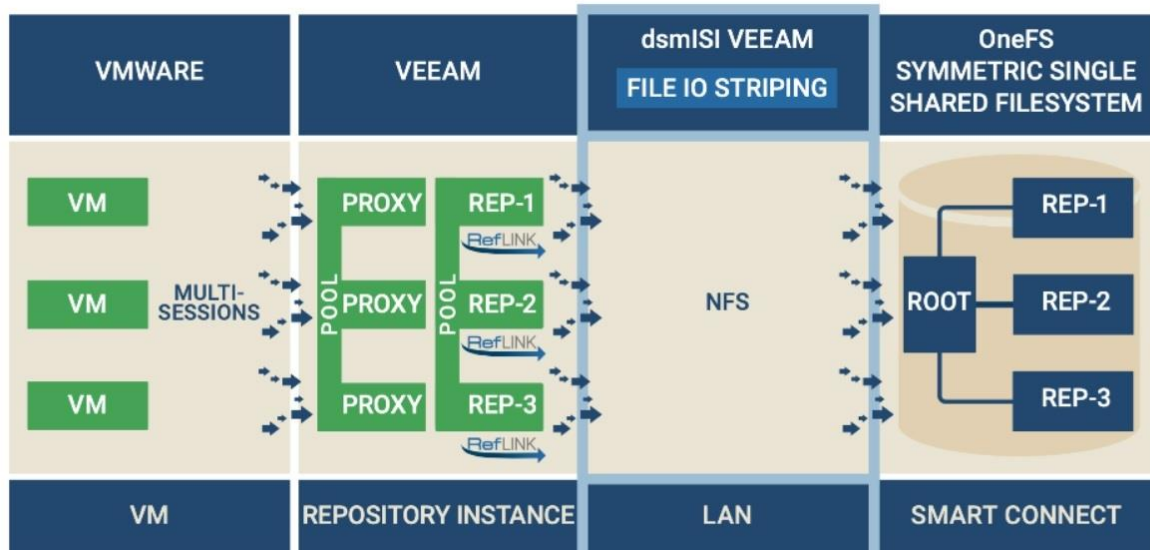 VMWARE
VEEAM
dsmISI VEEAM
FILE IO STRIPING
OneFS
SYMMETRIC SINGLE
SHARED FILESYSTEM
VM
VM
VM
MULTI-
SESSIONS
POOL
PROXY
PROXY
PROXY
POOL
REP-1
RefLINK
REP-2
RefLINK
REP-3
RefLINK
NFS
ROOT
REP-1
REP-2
REP-3
VM
REPOSITORY INSTANCE
LAN
SMART CONNECT